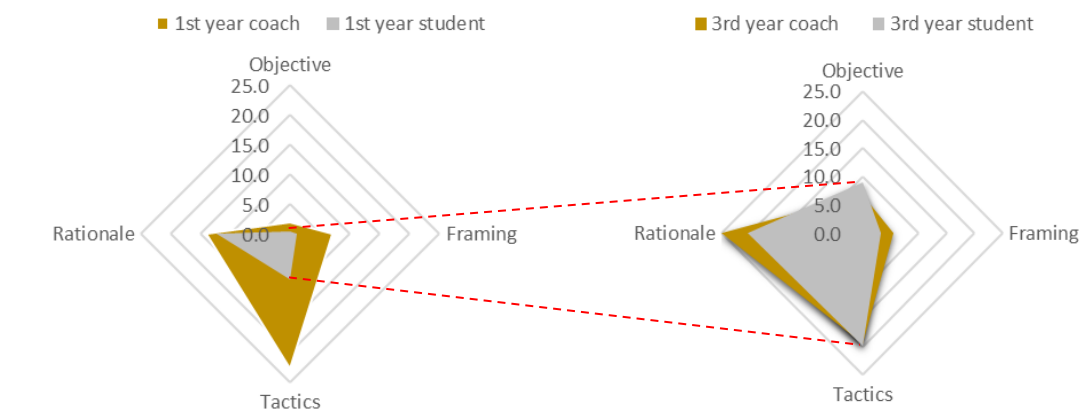 1st year coach 1st year student
Objective
25.0
20.0
15.0
10.0
5.0
0.0
Rationale
Framing
Tactics
3rd year coach 3rd year student
Objective
25.0
20.0
15.0
10.0
5.0
0.0
Rationale
Framing
Tactics